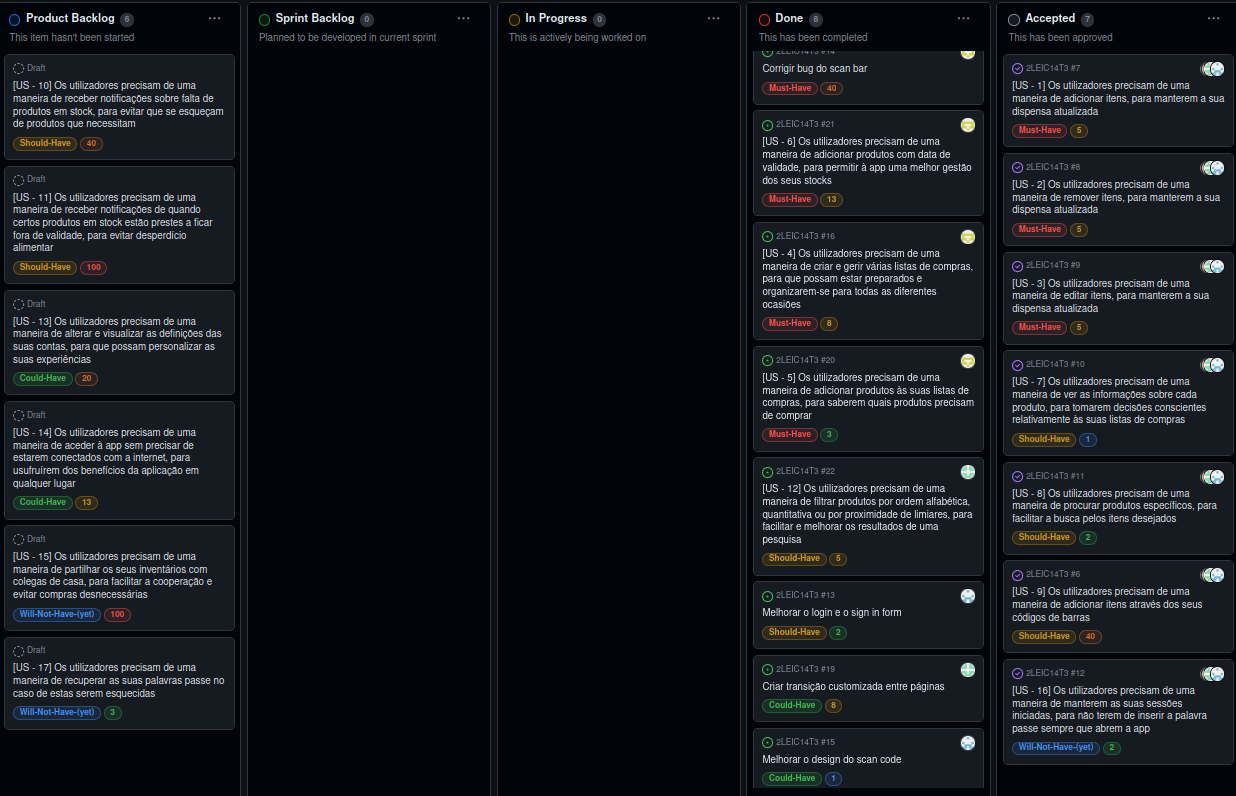 Product Backlog 6 ...
This item hasn't been started
Draft
[US - 10] Os utilizadores precisam de uma
maneira de receber notificações sobre falta de
produtos em stock, para evitar que se esqueçam
de produtos que necessitam
Should-Have 40
Draft
[US - 11] Os utilizadores precisam de uma
maneira de receber notificações de quando
certos produtos em stock estão prestes a ficar
fora de validade, para evitar desperdício
alimentar
Should-Have 100
Draft
[US - 13] Os utilizadores precisam de uma
maneira de alterar e visualizar as definições das
suas contas, para que possam personalizar as
suas experiências
Could-Have 20
Draft
[US - 14] Os utilizadores precisam de uma
maneira de aceder à app sem precisar de
estarem conectados com a internet, para
usufruírem dos benefícios da aplicação em
qualquer lugar
Could-Have 13
Draft
[US - 15] Os utilizadores precisam de uma
maneira de partilhar os seus inventários com
colegas de casa, para facilitar a cooperação e
evitar compras desnecessárias
Will-Not-Have-(yet) 100
Draft
[US - 17] Os utilizadores precisam de uma
maneira de recuperar as suas palavras passe no
caso de estas serem esquecidas
Will-Not-Have-(yet) 3
Sprint Backlog 0 ...
Planned to be developed in current sprint
In Progress 0 ...
This is actively being worked on
Done 8 ...
This has been completed
2LEIC14T3 #14
Corrigir bug do scan bar
Must-Have 40
2LEIC14T3 #21
[US - 6] Os utilizadores precisam de uma
maneira de adicionar produtos com data de
validade, para permitir à app uma melhor gestão
dos seus stocks
Must-Have 13
2LEIC14T3 #16
[US - 4] Os utilizadores precisam de uma
maneira de criar e gerir várias listas de compras,
para que possam estar preparados e
organizarem-se para todas as diferentes
ocasiões
Must-Have 8
2LEIC14T3 #20
[US - 5] Os utilizadores precisam de uma
maneira de adicionar produtos às suas listas de
compras, para saberem quais produtos precisam
de comprar
Must-Have 3
2LEIC14T3 #22
[US - 12] Os utilizadores precisam de uma
maneira de filtrar produtos por ordem alfabética,
quantitativa ou por proximidade de limiares, para
facilitar e melhorar os resultados de uma
pesquisa
Should-Have 5
2LEIC14T3 #13
Melhorar o login e o sign in form
Should-Have 2
2LEIC14T3 #19
Criar transição customizada entre páginas
Could-Have 8
2LEIC14T3 #15
Melhorar o design do scan code
Could-Have 1
Accepted 7 ...
This has been approved
2LEIC14T3 #7
[US - 1] Os utilizadores precisam de uma
maneira de adicionar itens, para manterem a sua
dispensa atualizada
Must-Have 5
2LEIC14T3 #8
[US - 2] Os utilizadores precisam de uma
maneira de remover itens, para manterem a sua
dispensa atualizada
Must-Have 5
2LEIC14T3 #9
[US - 3] Os utilizadores precisam de uma
maneira de editar itens, para manterem a sua
dispensa atualizada
Must-Have 5
2LEIC14T3 #10
[US - 7] Os utilizadores precisam de uma
maneira de ver as informações sobre cada
produto, para tomarem decisões conscientes
relativamente às suas listas de compras
Should-Have 1
2LEIC14T3 #11
[US - 8] Os utilizadores precisam de uma
maneira de procurar produtos específicos, para
facilitar a busca pelos itens desejados
Should-Have 2
2LEIC14T3 #6
[US - 9] Os utilizadores precisam de uma
maneira de adicionar itens através dos seus
códigos de barras
Should-Have 40
2LEIC14T3 #12
[US - 16] Os utilizadores precisam de uma
maneira de manterem as suas sessões
iniciadas, para não terem de inserir a palavra
passe sempre que abrem a app
Will-Not-Have-(yet) 2